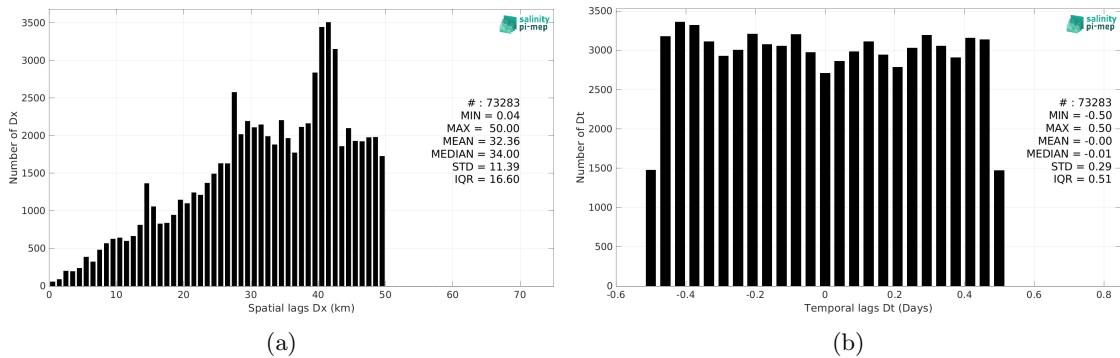 3500
3000
2500
2000
1500
1000
500
0
Number of Dx
0 10 20 30 40 50 60 70
Spatial lags Dx (km)
salinity
pi-mep
# : 73283
MIN = 0.04
MAX = 50.00
MEAN = 32.36
MEDIAN = 34.00
STD = 11.39
IQR = 16.60
(a)
3500
3000
2500
2000
1500
1000
500
0
Number of Dt
-0.6 -0.4 -0.2 0 0.2 0.4 0.6 0.8
Temporal lags Dt (Days)
salinity
pi-mep
# : 73283
MIN = -0.50
MAX = 0.50
MEAN = -0.00
MEDIAN = -0.01
STD = 0.29
IQR = 0.51
(b)